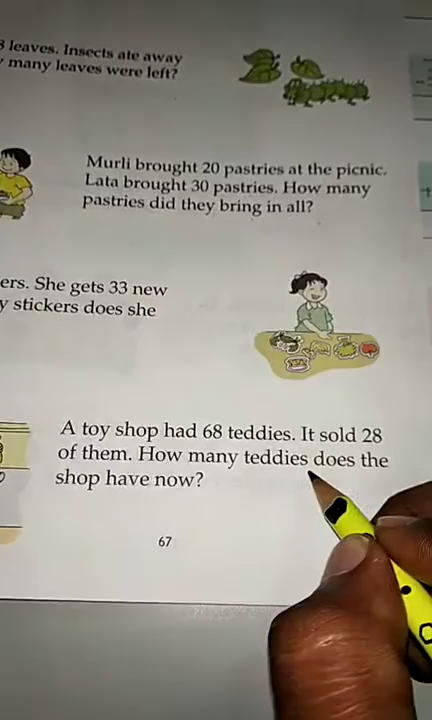 8 leaves. Insects ate away
many leaves were left?
Murli brought 20 pastries at the picnic.
Lata brought 30 pastries. How many
pastries did they bring in all?
ers. She gets 33 new
y stickers does she
A toy shop had 68 teddies. It sold 28
of them. How many teddies does the
shop have now?
67